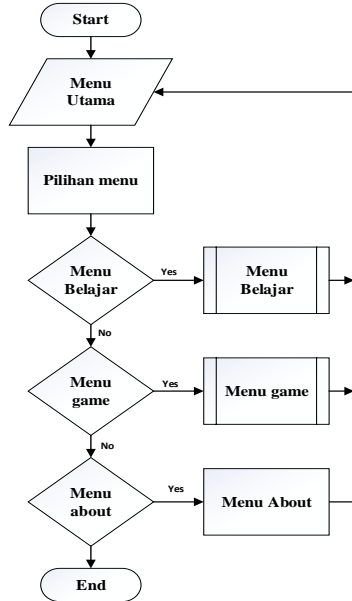 Start
Menu
Utama
Pilihan menu
Menu
Belajar
Yes
Menu
Belajar
No
Menu
game
Yes
Menu game
No
Menu
about
Yes
Menu About
End